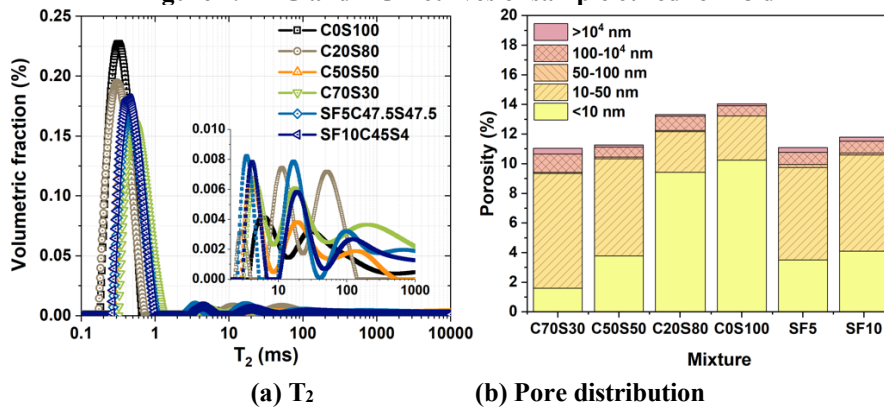 Volumetric fraction (%)
0.25
0.20
0.15
0.10
0.05
0.00
C0S100
C20S80
C50S50
C70S30
SF5C47.5S47.5
SF10C45S4
0.010
0.008
0.006
0.004
0.002
0.000
10
100
1000
0.1
1
10
100
1000
10000
T2 (ms)
(a) T2
Porosity (%)
20
18
16
14
12
10
8
6
4
2
0
>10⁴ nm
100-10⁴ nm
50-100 nm
10-50 nm
<10 nm
C70S30
C50S50
C20S80
C0S100
SF5
SF10
Mixture
(b) Pore distribution